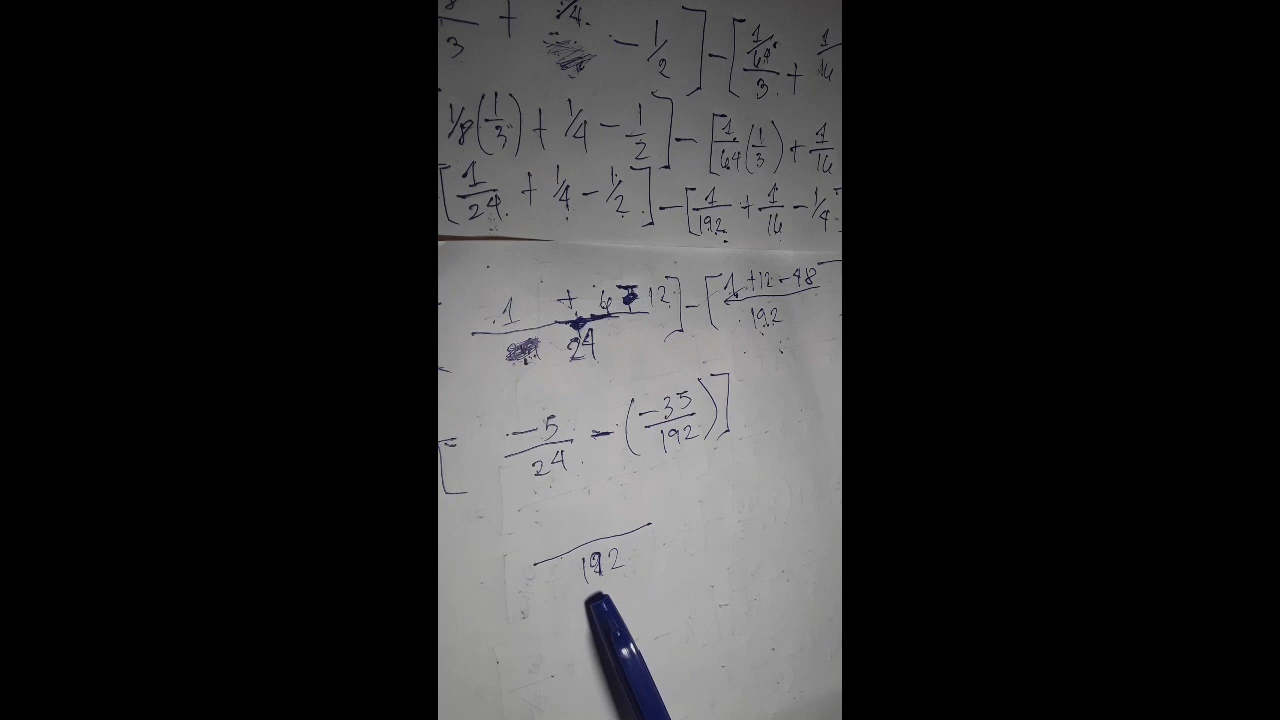 8/3 + /4. - 1/2 ] - [ 1/64/3 + 1/16
1/8 (1/3) + 1/4 - 1/2 ] - [ 1/64 (1/3) + 1/16
[ 1/24 + 1/4 - 1/2 ] - [ 1/192 + 1/16 - 1/4 ]
1 + 6 - 12 / 24 ] - [ 1 + 12 - 48 / 192 ]
[ = -5/24 - ( -35/192 ) ]
/ 192